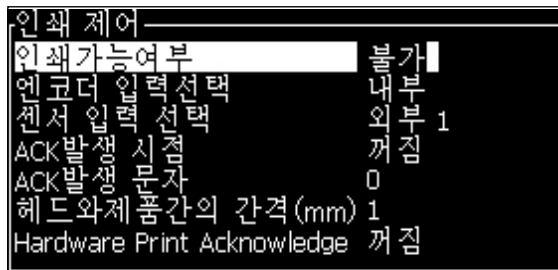 인쇄 제어
인쇄가능여부 불가
엔코더 입력선택 내부
센서 입력 선택 외부 1
ACK발생 시점 꺼짐
ACK발생 문자 0
헤드와제품간의 간격(mm) 1
Hardware Print Acknowledge 꺼짐